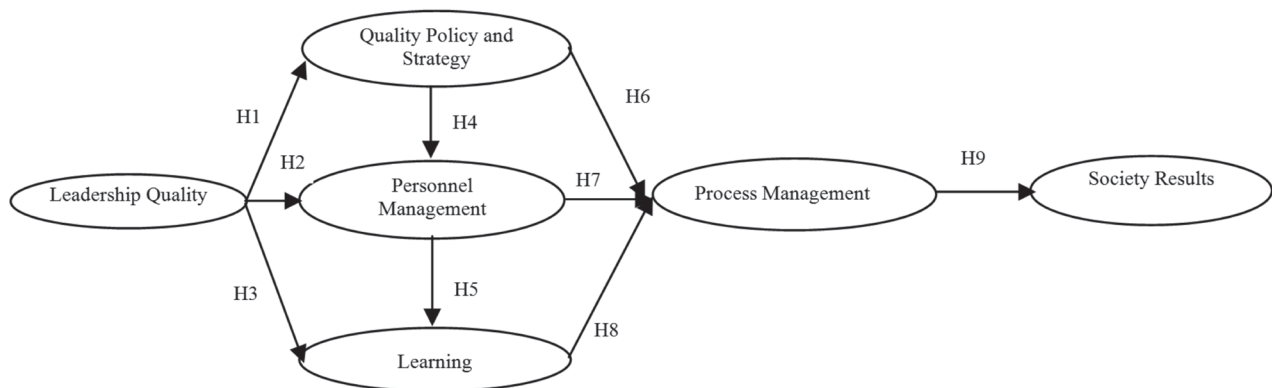 Quality Policy and
Strategy
H1
H6
H4
H2
Leadership Quality
Personnel
Management
H7
Process Management
H9
Society Results
H3
H5
H8
Learning